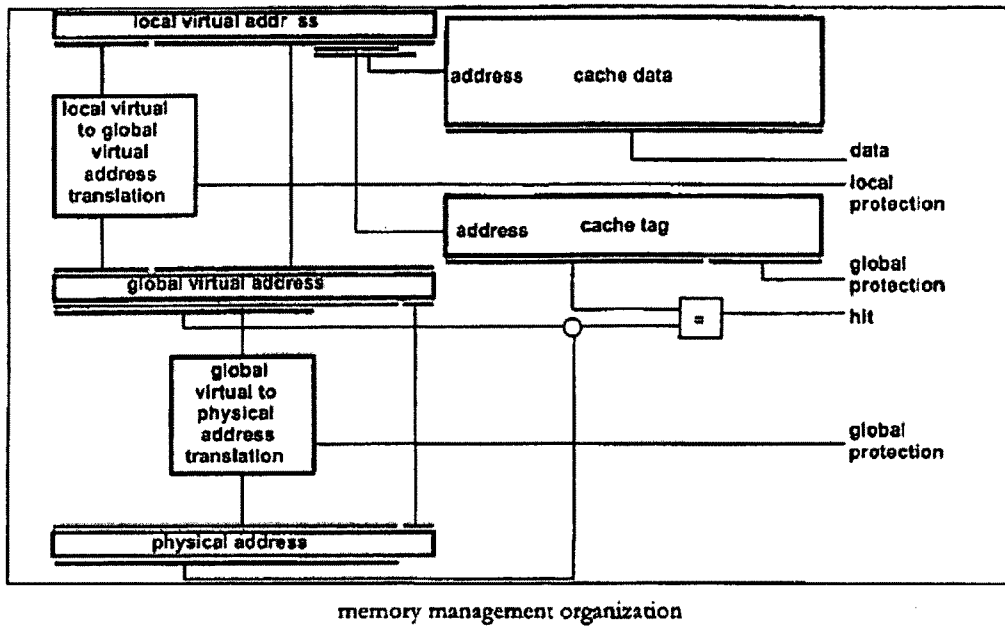 local virtual addr ss
address cache data
local virtual
to global
virtual
address
translation
data
local
protection
address cache tag
global virtual address
global
protection
=
hit
global
virtual to
physical
address
translation
global
protection
physical address
memory management organization